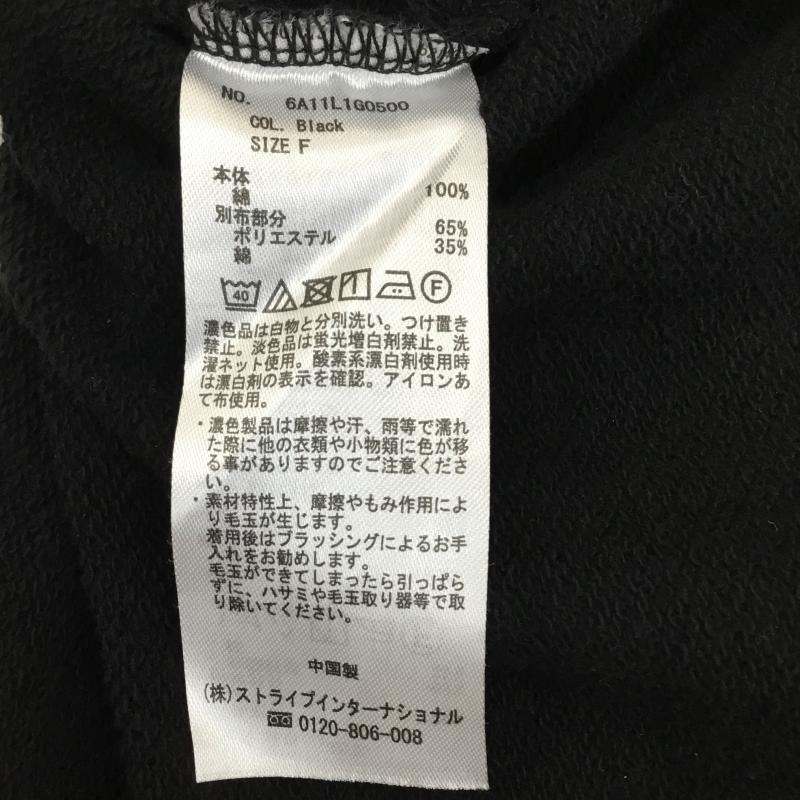 NO. 6A11L1G0500
COL. Black
SIZE F
本体
綿 100%
別布部分
ポリエステル 65%
綿 35%
40 F
濃色品は白物と分別洗い。つけ置き
禁止。淡色品は蛍光増白剤禁止。洗
濯ネット使用。酸素系漂白剤使用時
は漂白剤の表示を確認。アイロンあ
て布使用。
・濃色製品は摩擦や汗、雨等で濡れ
た際に他の衣類や小物類に色が移
る事がありますのでご注意くださ
い。
・素材特性上、摩擦やもみ作用によ
り毛玉が生じます。
着用後はブラッシングによるお手
入れをお勧めします。
毛玉ができてしまったら引っぱら
ずに、ハサミや毛玉取り器等で取
り除いてください。
中国製
(株)ストライプインターナショナル
0120-806-008